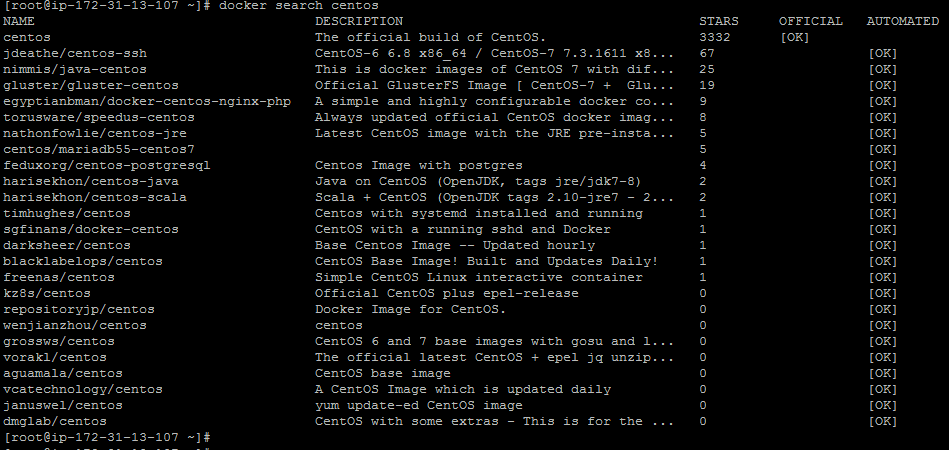 [root@ip-172-31-13-107 ~]# docker search centos
NAME DESCRIPTION STARS OFFICIAL AUTOMATED
centos The official build of CentOS. 3332 [OK]
jdeathe/centos-ssh CentOS-6 6.8 x86_64 / CentOS-7 7.3.1611 x8... 67 [OK]
nimmis/java-centos This is docker images of CentOS 7 with dif... 25 [OK]
gluster/gluster-centos Official GlusterFS Image [ CentOS-7 + Glu... 19 [OK]
egyptianbman/docker-centos-nginx-php A simple and highly configurable docker co... 9 [OK]
torusware/speedus-centos Always updated official CentOS docker imag... 8 [OK]
nathonfowlie/centos-jre Latest CentOS image with the JRE pre-insta... 5 [OK]
centos/mariadb55-centos7 5 [OK]
feduxorg/centos-postgresql Centos Image with postgres 4 [OK]
harisekhon/centos-java Java on CentOS (OpenJDK, tags jre/jdk7-8) 2 [OK]
harisekhon/centos-scala Scala + CentOS (OpenJDK tags 2.10-jre7 - 2... 2 [OK]
timhughes/centos Centos with systemd installed and running 1 [OK]
sgfinans/docker-centos CentOS with a running sshd and Docker 1 [OK]
darksheer/centos Base Centos Image -- Updated hourly 1 [OK]
blacklabelops/centos CentOS Base Image! Built and Updates Daily! 1 [OK]
freenas/centos Simple CentOS Linux interactive container 1 [OK]
kz8s/centos Official CentOS plus epel-release 0 [OK]
repositoryjp/centos Docker Image for CentOS. 0 [OK]
wenjianzhou/centos centos 0 [OK]
grossws/centos CentOS 6 and 7 base images with gosu and l... 0 [OK]
vorakl/centos The official latest CentOS + epel jq unzip... 0 [OK]
aguamala/centos CentOS base image 0 [OK]
vcatechnology/centos A CentOS Image which is updated daily 0 [OK]
januswel/centos yum update-ed CentOS image 0 [OK]
dmglab/centos CentOS with some extras - This is for the ... 0 [OK]
[root@ip-172-31-13-107 ~]#